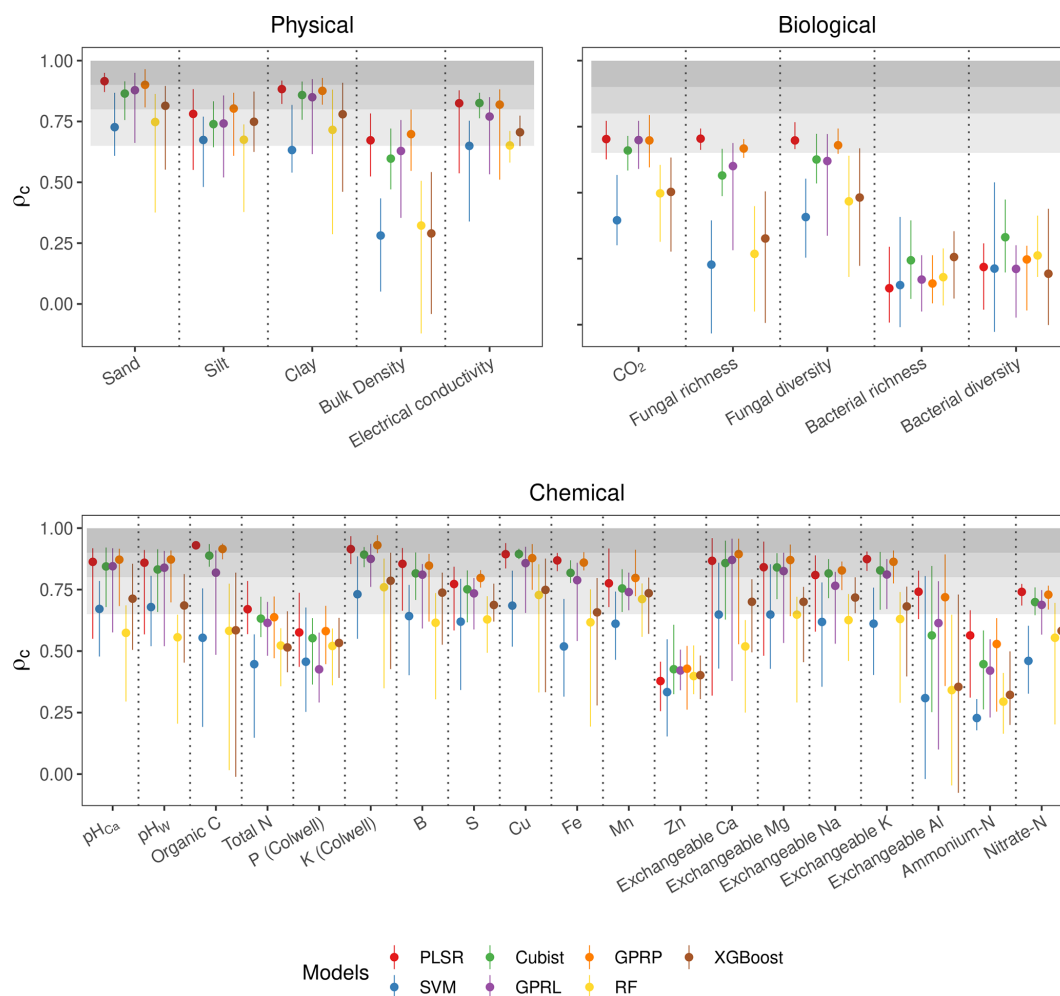 Physical
Biological
1.00
0.75
0.50
0.25
0.00
ρc
Sand
Silt
Clay
Bulk Density
Electrical conductivity
CO₂
Fungal richness
Fungal diversity
Bacterial richness
Bacterial diversity
Chemical
1.00
0.75
0.50
0.25
0.00
ρc
pHCa
pHW
Organic C
Total N
P (Colwell)
K (Colwell)
B
S
Cu
Fe
Mn
Zn
Exchangeable Ca
Exchangeable Mg
Exchangeable Na
Exchangeable K
Exchangeable Al
Ammonium-N
Nitrate-N
Models
PLSR
Cubist
GPRP
XGBoost
SVM
GPRL
RF